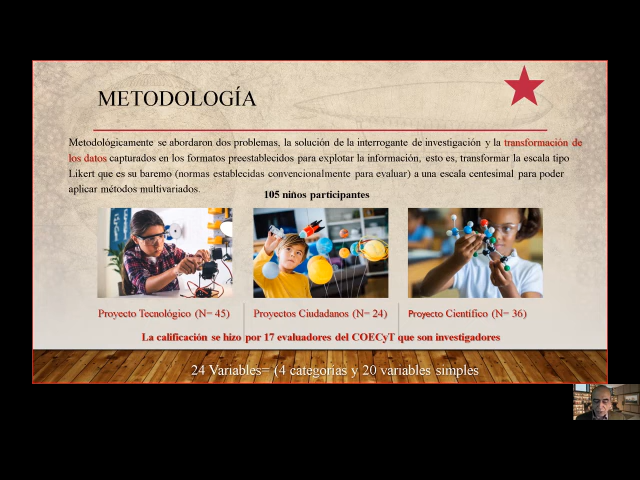 METODOLOGÍA
Metodológicamente se abordaron dos problemas, la solución de la interrogante de investigación y la transformación de
los datos capturados en los formatos preestablecidos para explotar la información, esto es, transformar la escala tipo
Likert que es su baremo (normas establecidas convencionalmente para evaluar) a una escala centesimal para poder
aplicar métodos multivariados.
105 niños participantes
Proyecto Tecnológico (N= 45)
Proyectos Ciudadanos (N= 24)
Proyecto Científico (N= 36)
La calificación se hizo por 17 evaluadores del COECyT que son investigadores
24 Variables= (4 categorías y 20 variables simples